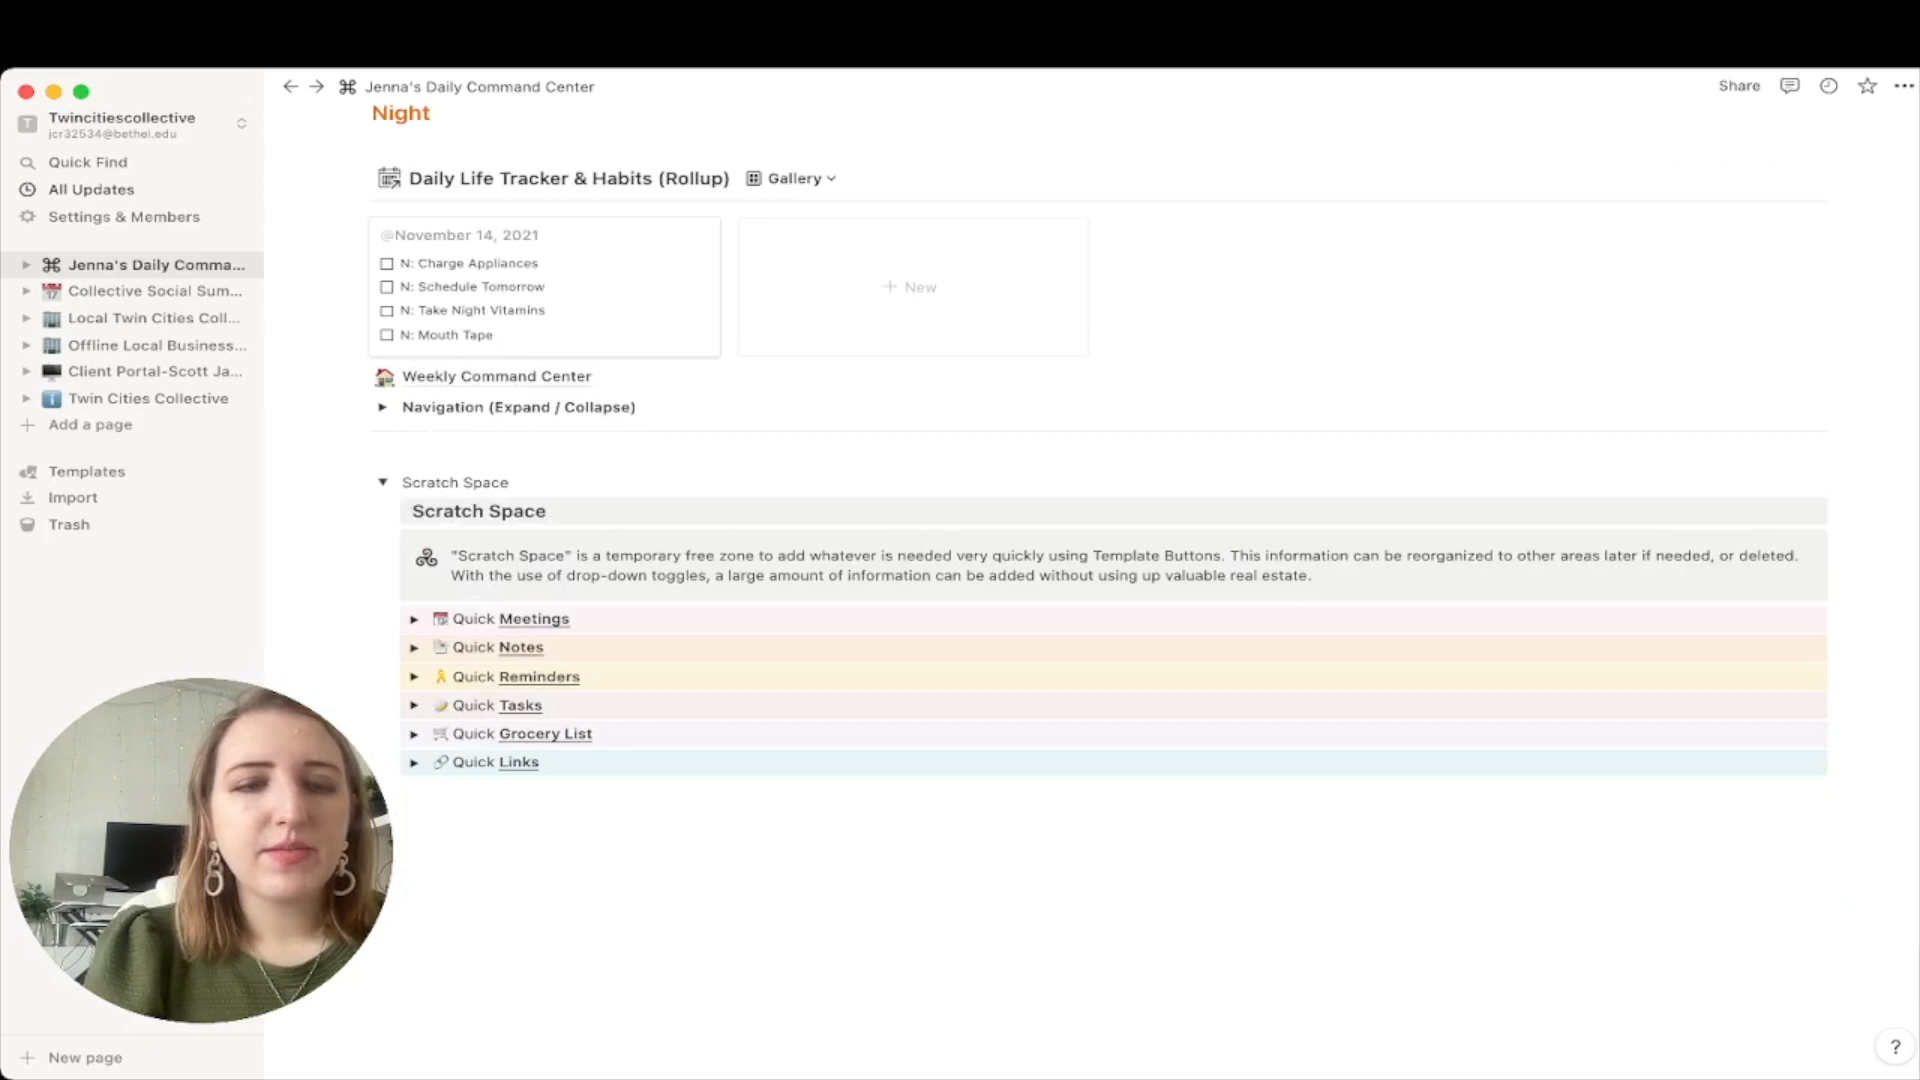 Jenna's Daily Command Center
Share
Twincitiescollective
jcr32534@bethel.edu
Quick Find
All Updates
Settings & Members
Jenna's Daily Comma...
Collective Social Sum...
Local Twin Cities Coll...
Offline Local Business...
Client Portal-Scott Ja...
Twin Cities Collective
Add a page
Templates
Import
Trash
New page
Night
Daily Life Tracker & Habits (Rollup) Gallery
@November 14, 2021
N: Charge Appliances
N: Schedule Tomorrow
N: Take Night Vitamins
N: Mouth Tape
+ New
Weekly Command Center
Navigation (Expand / Collapse)
Scratch Space
Scratch Space
"Scratch Space" is a temporary free zone to add whatever is needed very quickly using Template Buttons. This information can be reorganized to other areas later if needed, or deleted.
With the use of drop-down toggles, a large amount of information can be added without using up valuable real estate.
Quick Meetings
Quick Notes
Quick Reminders
Quick Tasks
Quick Grocery List
Quick Links
?